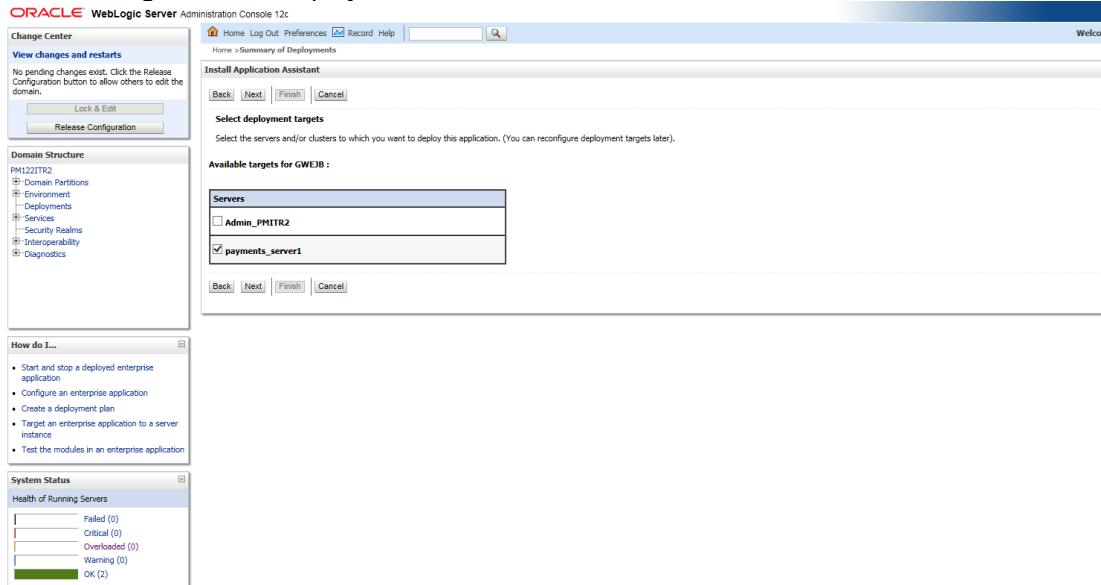 ORACLE WebLogic Server Administration Console 12c
Change Center
View changes and restarts
No pending changes exist. Click the Release
Configuration button to allow others to edit the
domain.
Lock & Edit
Release Configuration
Domain Structure
PM122ITR2
Domain Partitions
Environment
Deployments
Services
Security Realms
Interoperability
Diagnostics
How do I...
Start and stop a deployed enterprise
application
Configure an enterprise application
Create a deployment plan
Target an enterprise application to a server
instance
Test the modules in an enterprise application
System Status
Health of Running Servers
Failed (0)
Critical (0)
Overloaded (0)
Warning (0)
OK (2)
Home Log Out Preferences Record Help
Welco
Home >Summary of Deployments
Install Application Assistant
Back Next Finish Cancel
Select deployment targets
Select the servers and/or clusters to which you want to deploy this application. (You can reconfigure deployment targets later).
Available targets for GWEJB :
Servers
Admin_PMITR2
payments_server1
Back Next Finish Cancel